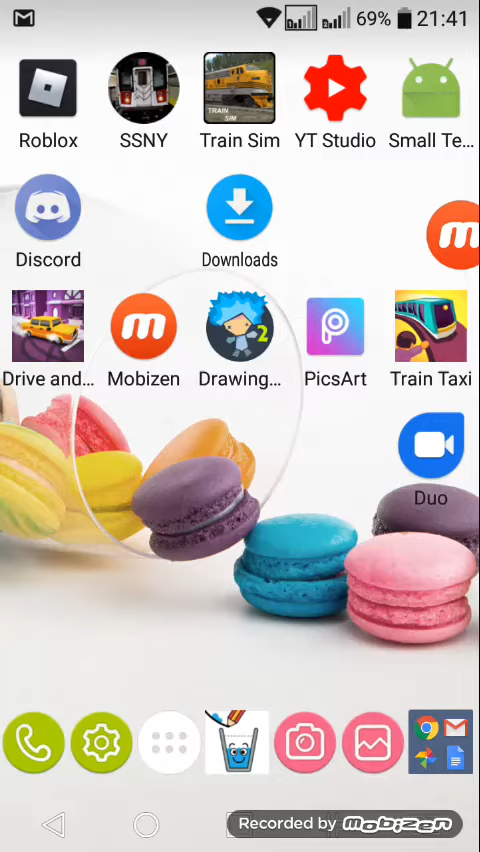 69% 21:41
Roblox SSNY Train Sim YT Studio Small Te...
TRAIN
SIM
Discord Downloads
2
Drive and... Mobizen Drawing... PicsArt Train Taxi
Duo
Recorded by mobizen